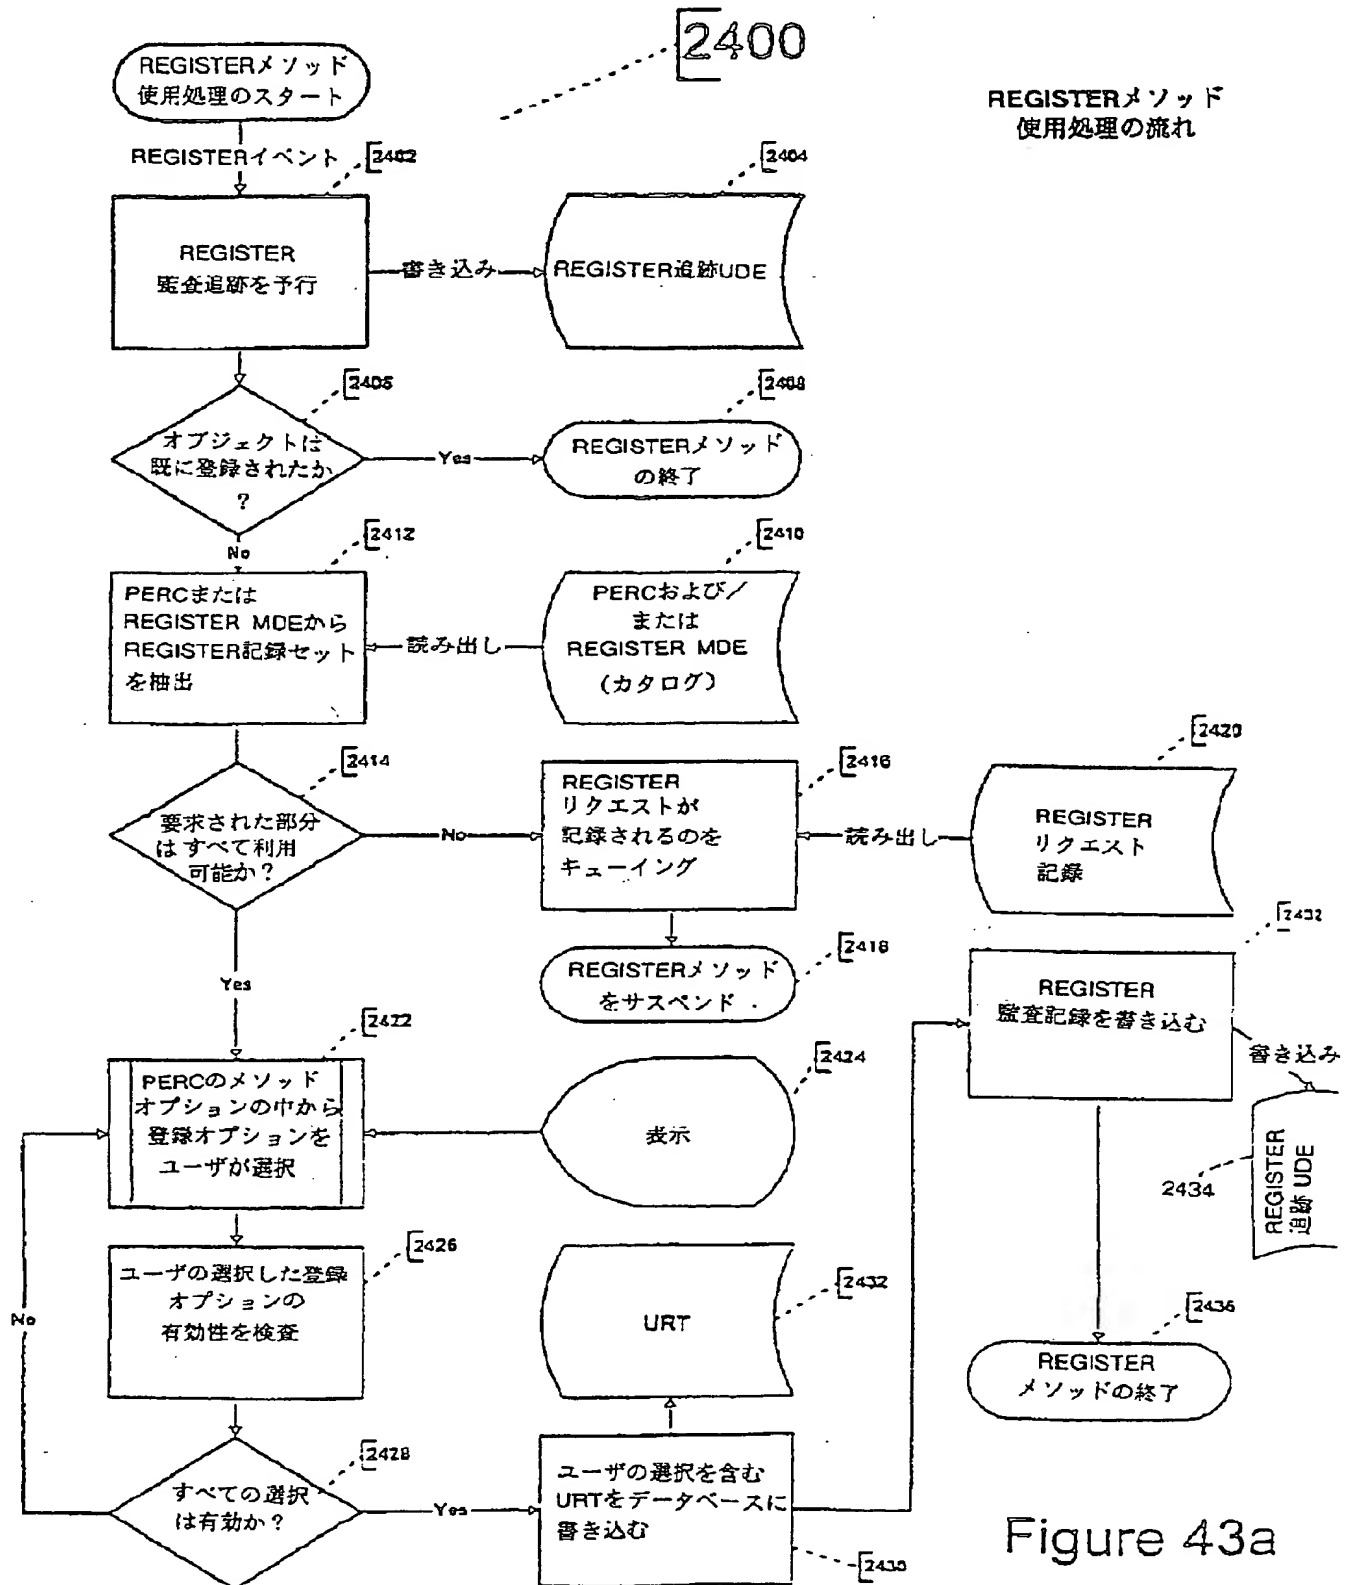 2400
REGISTERメソッド
使用処理のスタート
REGISTERメソッド
使用処理の流れ
REGISTERイベント
2402
2404
REGISTER
監査追跡を予行
書き込み
REGISTER追跡UDE
2406
2408
オブジェクトは
既に登録されたか
?
Yes
REGISTERメソッド
の終了
No
2412
2410
PERCまたは
REGISTER MDEから
REGISTER記録セット
を抽出
読み出し
PERCおよび/
または
REGISTER MDE
(カタログ)
2414
2416
2420
要求された部分
はすべて利用
可能か?
No
REGISTER
リクエストが
記録されるのを
キューイング
読み出し
REGISTER
リクエスト
記録
Yes
2418
REGISTERメソッド
をサスペンド
2432
REGISTER
監査記録を書き込む
書き込み
2434
REGISTER
追跡 UDE
2422
2424
PERCのメソッド
オプションの中から
登録オプションを
ユーザが選択
表示
2426
2432
ユーザの選択した登録
オプションの
有効性を検査
URT
No
2436
REGISTER
メソッドの終了
2428
すべての選択
は有効か?
Yes
ユーザの選択を含む
URTをデータベースに
書き込む
2430
Figure 43a